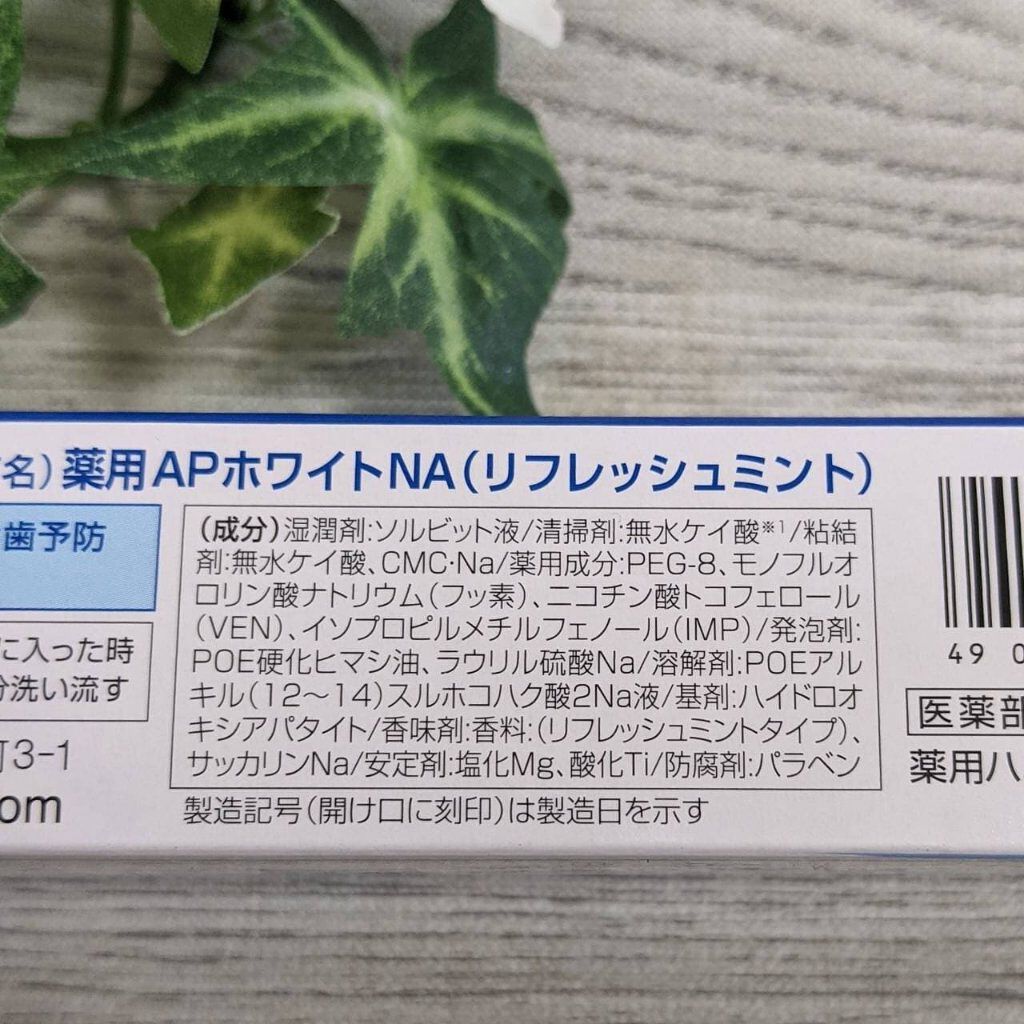 名）薬用APホワイトNA（リフレッシュミント）
歯予防
に入った時
分洗い流す
町3-1
om
（成分）湿潤剤:ソルビット液/清掃剤:無水ケイ酸※1/粘結
剤:無水ケイ酸、CMC·Na/薬用成分:PEG-8、モノフルオ
ロリン酸ナトリウム（フッ素）、ニコチン酸トコフェロール
（VEN）、イソプロピルメチルフェノール（IMP）/発泡剤:
POE硬化ヒマシ油、ラウリル硫酸Na/溶解剤:POEアル
キル（12～14）スルホコハク酸2Na液/基剤:ハイドロオ
キシアパタイト/香味剤:香料:（リフレッシュミントタイプ）、
サッカリンNa/安定剤:塩化Mg、酸化Ti/防腐剤:パラベン
製造記号（開け口に刻印）は製造日を示す
49 0
医薬部
薬用ハ